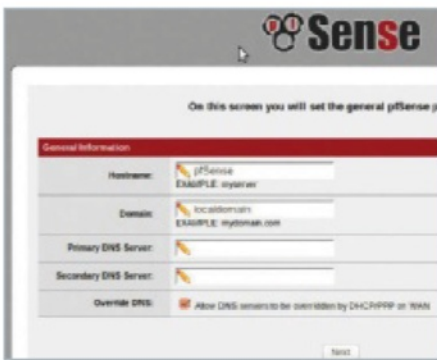 pf Sense
On this screen you will set the general pfSense p
General Information
Hostname:
pfSense
EXAMPLE: myserver
Domain:
localdomain
EXAMPLE: mydomain.com
Primary DNS Server:
Secondary DNS Server:
Override DNS:
Allow DNS servers to be overridden by DHCP/PPP on WAN
Next